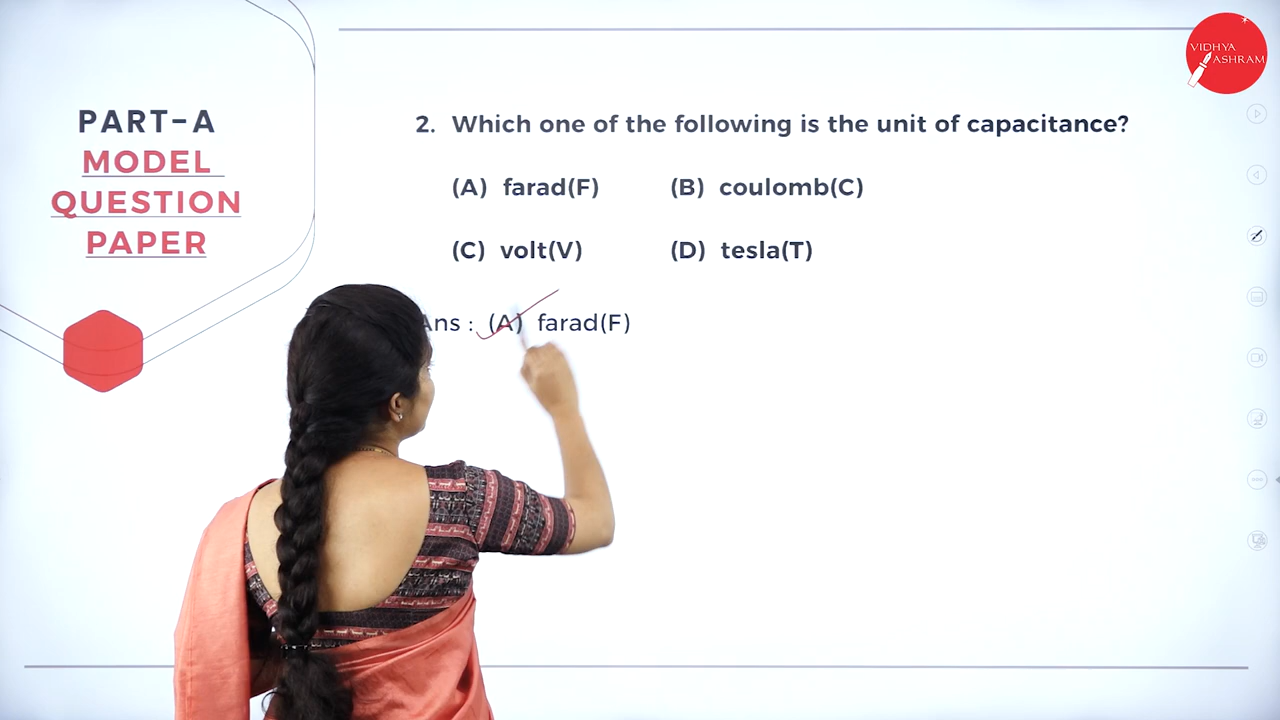 PART-A
MODEL
QUESTION
PAPER
VIDHYA
ASHRAM
2. Which one of the following is the unit of capacitance?
(A) farad(F) (B) coulomb(C)
(C) volt(V) (D) tesla(T)
Ans : (A) farad(F)